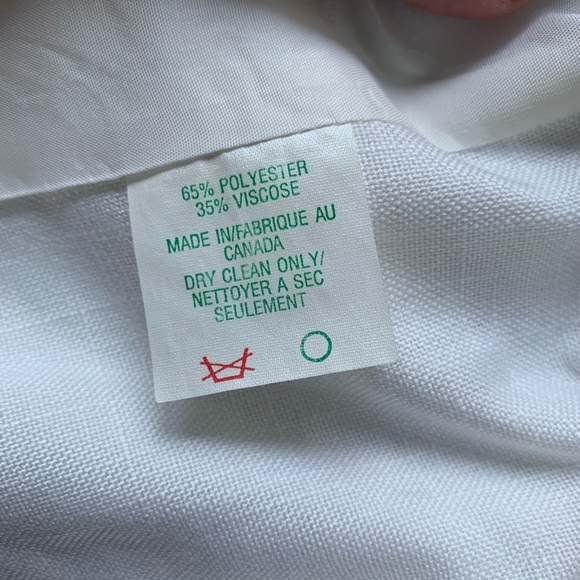 65% POLYESTER
35% VISCOSE
MADE IN/FABRIQUE AU
CANADA
DRY CLEAN ONLY/
NETTOYER A SEC
SEULEMENT